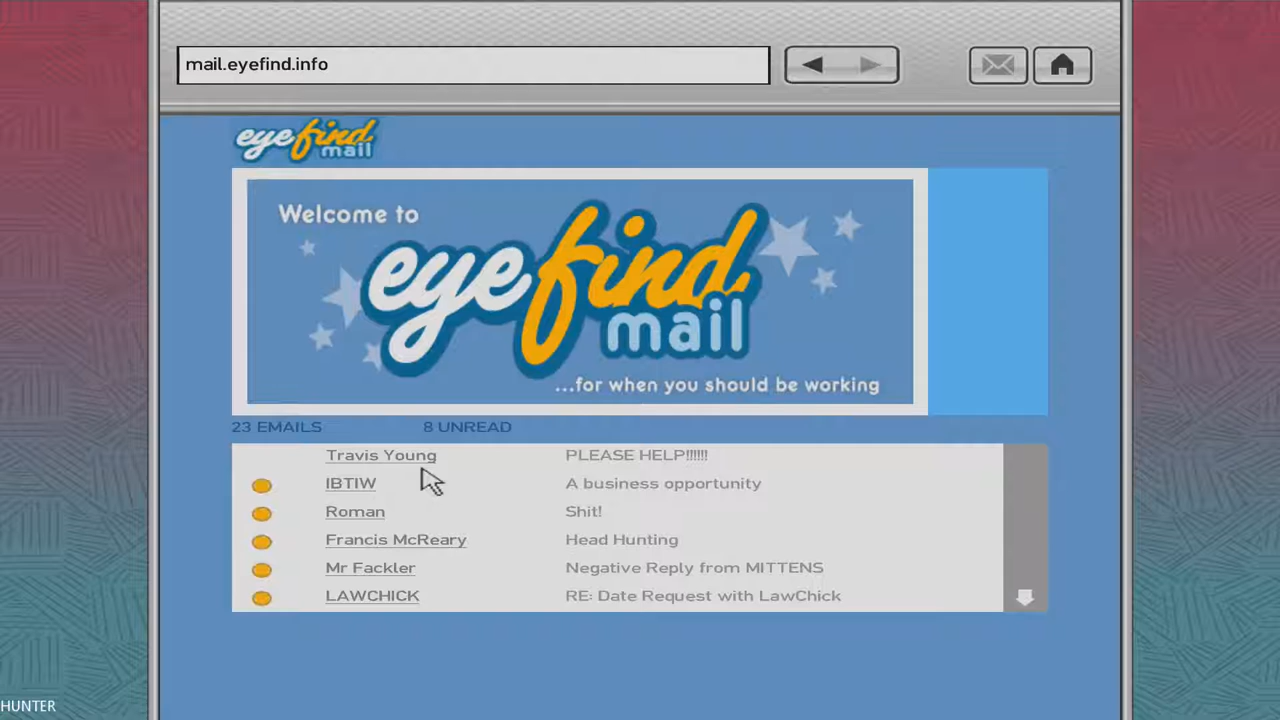 mail.eyefind.info
eyefind mail
Welcome to
eyefind mail
...for when you should be working
23 EMAILS 8 UNREAD
Travis Young PLEASE HELP!!!!!!
IBTIW A business opportunity
Roman Shit!
Francis McReary Head Hunting
Mr Fackler Negative Reply from MITTENS
LAWCHICK RE: Date Request with LawChick
HUNTER